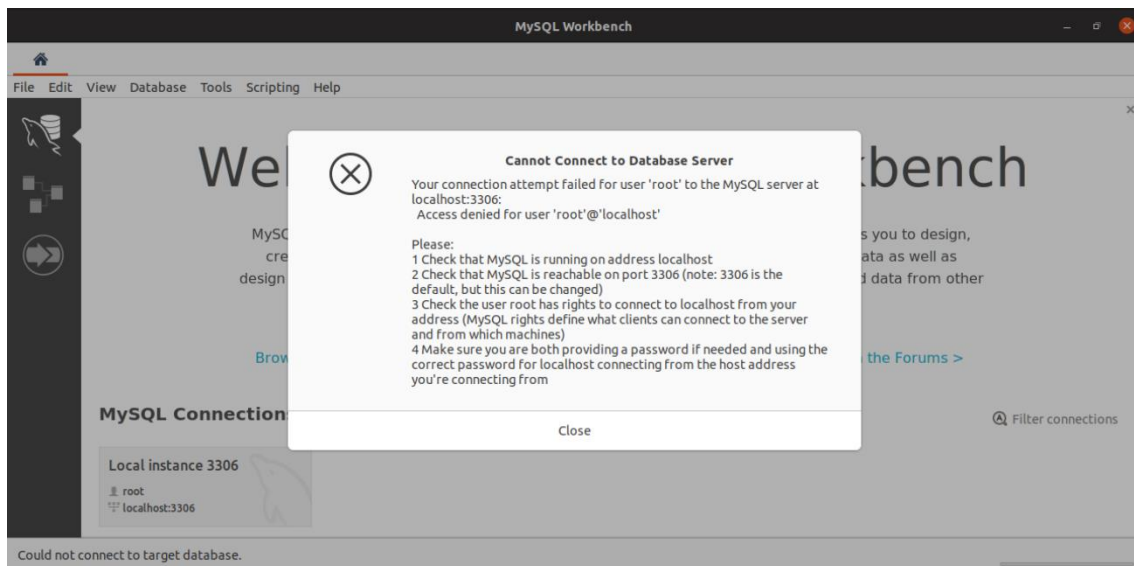 MySQL Workbench
File Edit View Database Tools Scripting Help
Wel
kbench
MySQ
s you to design,
cre
ata as well as
design
d data from other
Brow
the Forums >
Cannot Connect to Database Server
Your connection attempt failed for user 'root' to the MySQL server at
localhost:3306:
Access denied for user 'root'@'localhost'
Please:
1 Check that MySQL is running on address localhost
2 Check that MySQL is reachable on port 3306 (note: 3306 is the
default, but this can be changed)
3 Check the user root has rights to connect to localhost from your
address (MySQL rights define what clients can connect to the server
and from which machines)
4 Make sure you are both providing a password if needed and using the
correct password for localhost connecting from the host address
you're connecting from
Close
MySQL Connection
Filter connections
Local instance 3306
root
localhost:3306
Could not connect to target database.